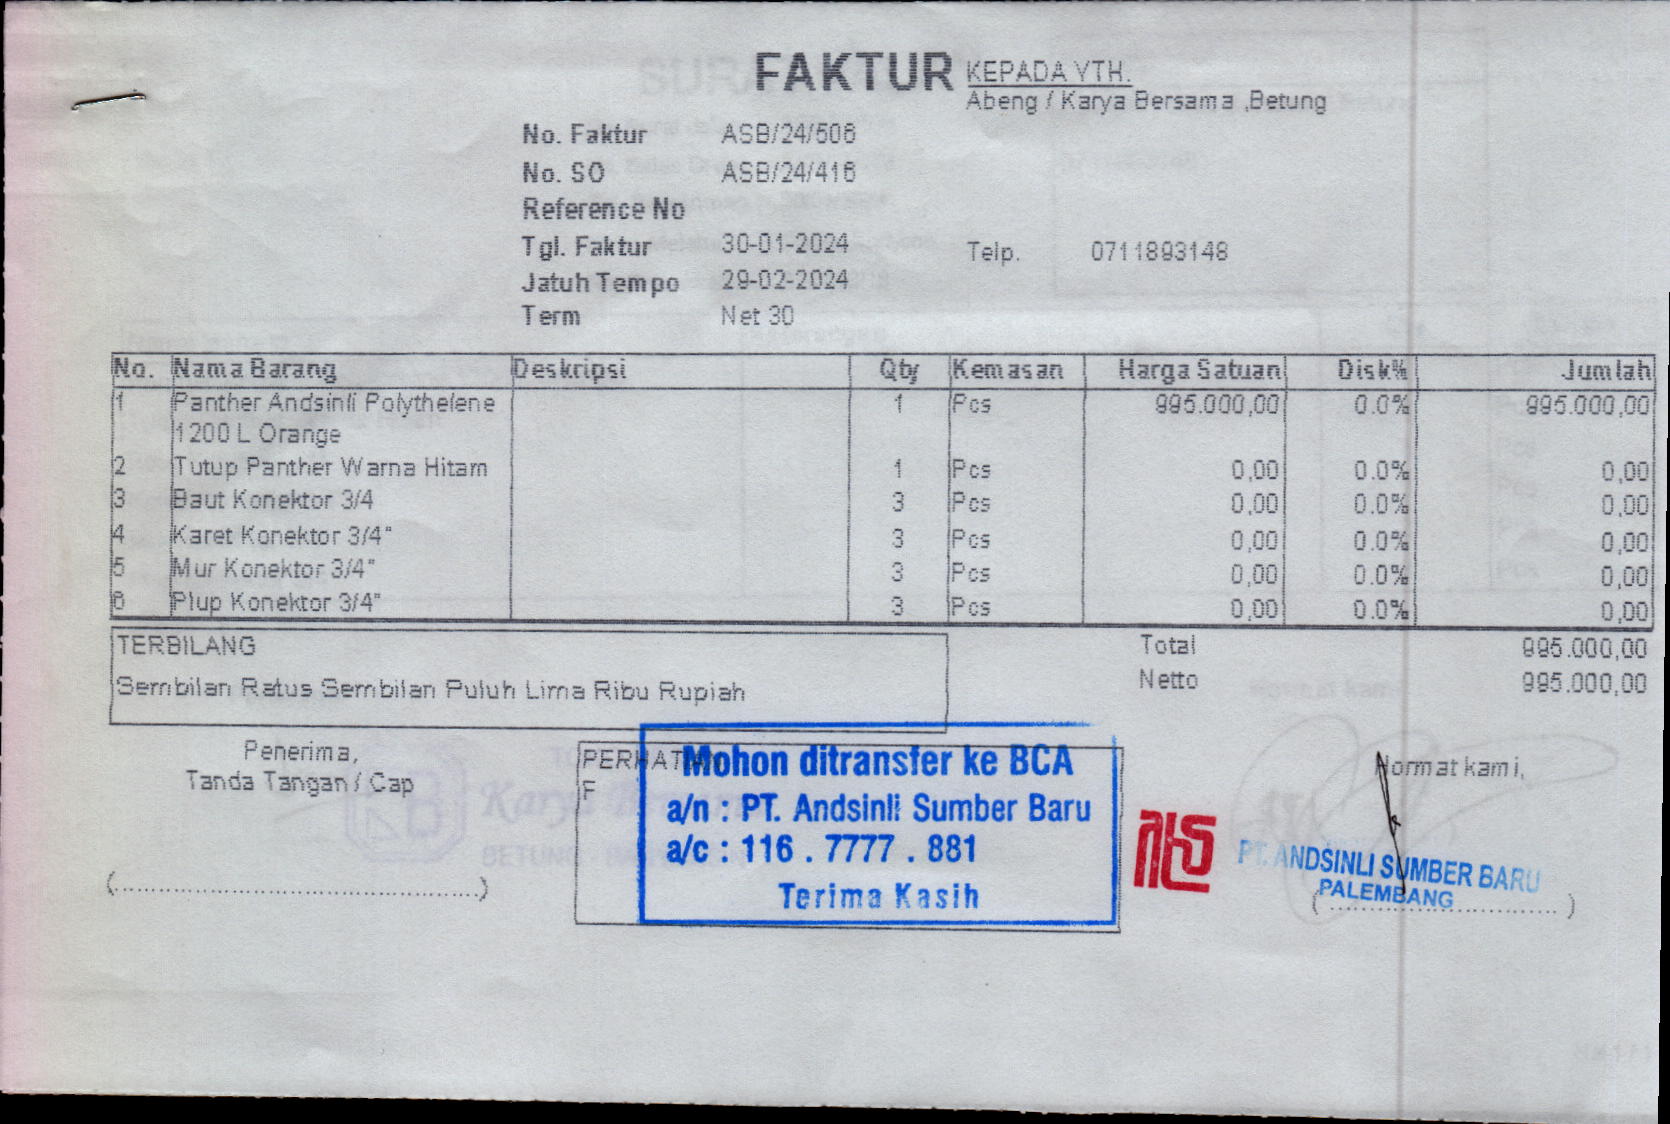 FAKTUR
KEPADA YTH.
Abeng / Karya Bersama ,Betung
No. Faktur ASB/24/506
No. SO ASB/24/416
Reference No
Tgl. Faktur 30-01-2024
Telp. 0711893148
Jatuh Tempo 29-02-2024
Term Net 30
No. Nama Barang Deskripsi Qty Kemasan Harga Satuan Disk% Jumlah
1 Panther Andsinli Polythelene 1 Pcs 995.000,00 0.0% 995.000,00
1200 L Orange
2 Tutup Panther Warna Hitam 1 Pcs 0,00 0.0% 0,00
3 Baut Konektor 3/4 3 Pcs 0,00 0.0% 0,00
4 Karet Konektor 3/4" 3 Pcs 0,00 0.0% 0,00
5 Mur Konektor 3/4" 3 Pcs 0,00 0.0% 0,00
6 Plup Konektor 3/4" 3 Pcs 0,00 0.0% 0,00
TERBILANG
Sembilan Ratus Sembilan Puluh Lima Ribu Rupiah
Total 995.000,00
Netto 995.000,00
Penerima,
Tanda Tangan / Cap
F
Mohon ditransfer ke BCA
a/n : PT. Andsinli Sumber Baru
a/c : 116 . 7777 . 881
Terima Kasih
Hormat kami,
PT. ANDSINLI SUMBER BARU
PALEMBANG